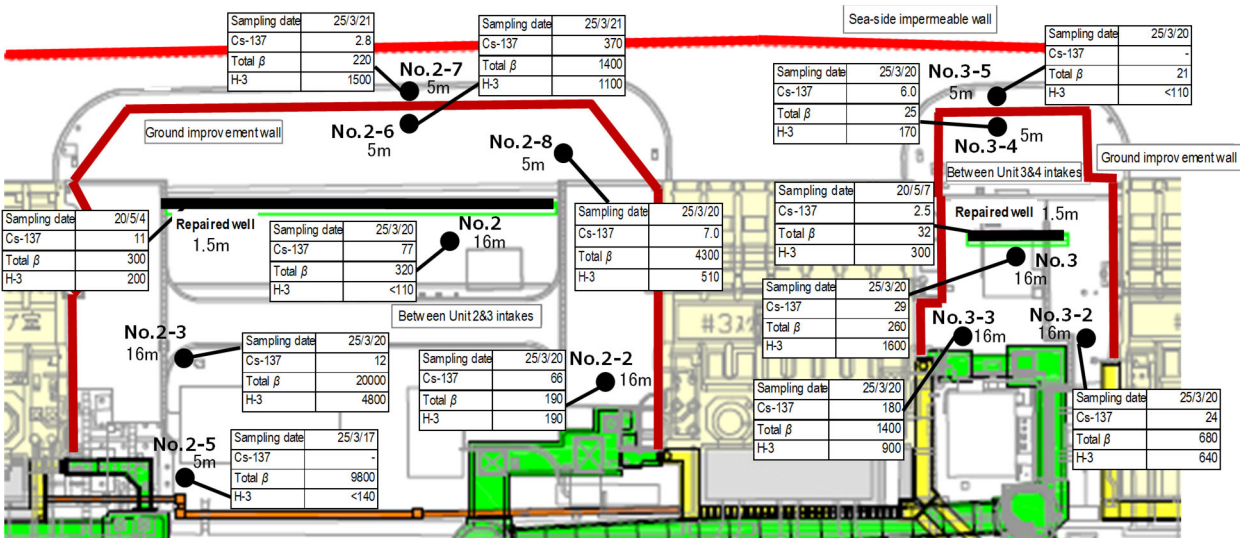 Sea-side impermeable wall
Sampling date 25/3/21
Cs-137 2.8
Total β 220
H-3 1500
Sampling date 25/3/21
Cs-137 370
Total β 1400
H-3 1100
Sampling date 25/3/20
Cs-137 -
Total β 21
H-3 <110
No.2-7
5m
Sampling date 25/3/20
Cs-137 6.0
Total β 25
H-3 170
No.3-5
5m
Ground improvement wall
No.2-6
5m
No.2-8
5m
5m
No.3-4
Between Unit 3&4 intakes
Ground improvement wall
Sampling date 20/5/4
Cs-137 11
Total β 300
H-3 200
Repaired well
1.5m
Sampling date 25/3/20
Cs-137 77
Total β 320
H-3 <110
No.2
16m
Sampling date 25/3/20
Cs-137 7.0
Total β 4300
H-3 510
Sampling date 20/5/7
Cs-137 2.5
Total β 32
H-3 300
Repaired well 1.5m
No.3
16m
Between Unit 2&3 intakes
Sampling date 25/3/20
Cs-137 29
Total β 260
H-3 1600
No.2-3
16m
Sampling date 25/3/20
Cs-137 12
Total β 20000
H-3 4800
Sampling date 25/3/20
Cs-137 66
Total β 190
H-3 190
No.2-2
16m
No.3-3
16m
No.3-2
16m
Sampling date 25/3/20
Cs-137 180
Total β 1400
H-3 900
Sampling date 25/3/20
Cs-137 24
Total β 680
H-3 640
No.2-5
5m
Sampling date 25/3/17
Cs-137 -
Total β 9800
H-3 <140